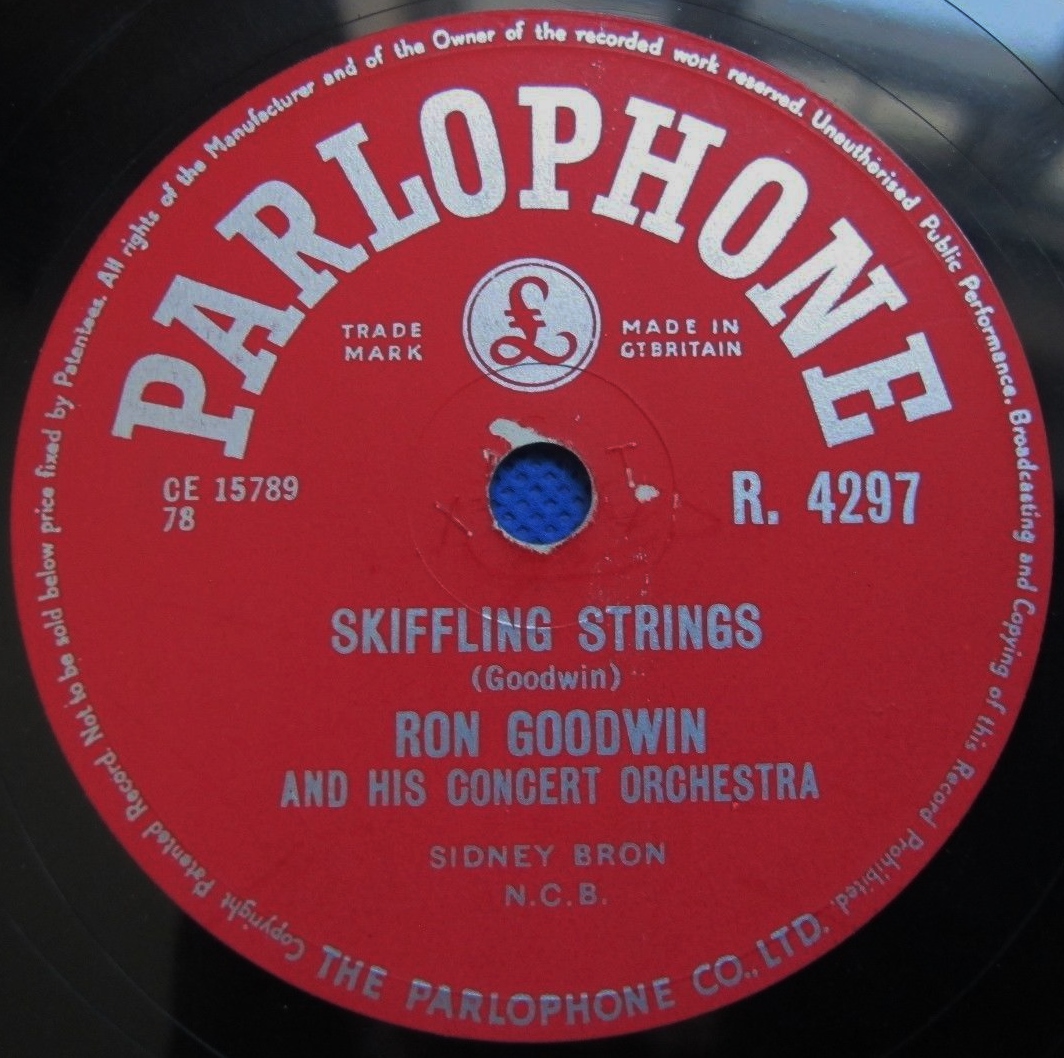 Copyright Patented Record. Not to be sold below price fixed by Patentees. All rights of the Manufacturer and of the Owner of the recorded work reserved. Unauthorised Public Performance, Broadcasting and Copying of this Record Prohibited.
PARLOPHONE
TRADE MARK
£
MADE IN GT BRITAIN
CE 15789
78
R. 4297
SKIFFLING STRINGS
(Goodwin)
RON GOODWIN
AND HIS CONCERT ORCHESTRA
SIDNEY BRON
N.C.B.
THE PARLOPHONE CO., LTD.